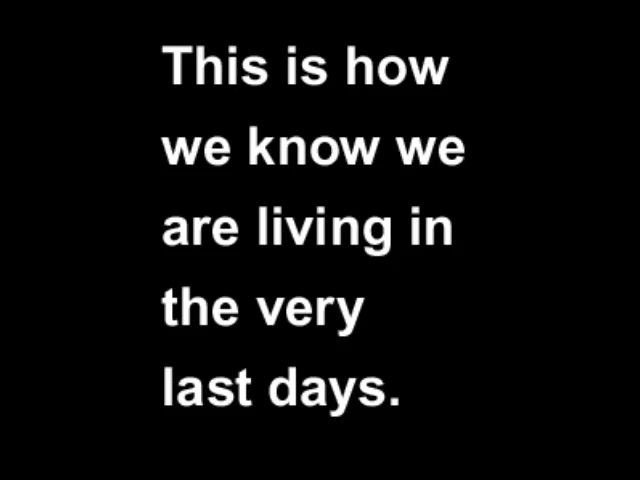 This is how
we know we
are living in
the very
last days.